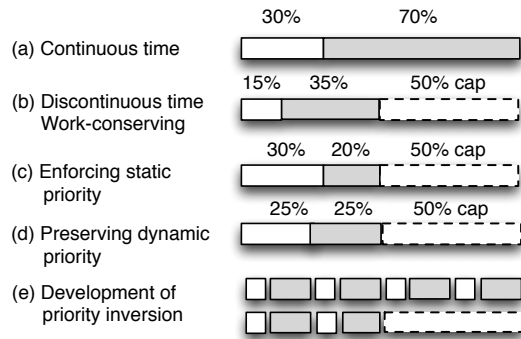 30% 70%
(a) Continuous time
15% 35% 50% cap
(b) Discontinuous time
Work-conserving
30% 20% 50% cap
(c) Enforcing static
priority
25% 25% 50% cap
(d) Preserving dynamic
priority
(e) Development of
priority inversion